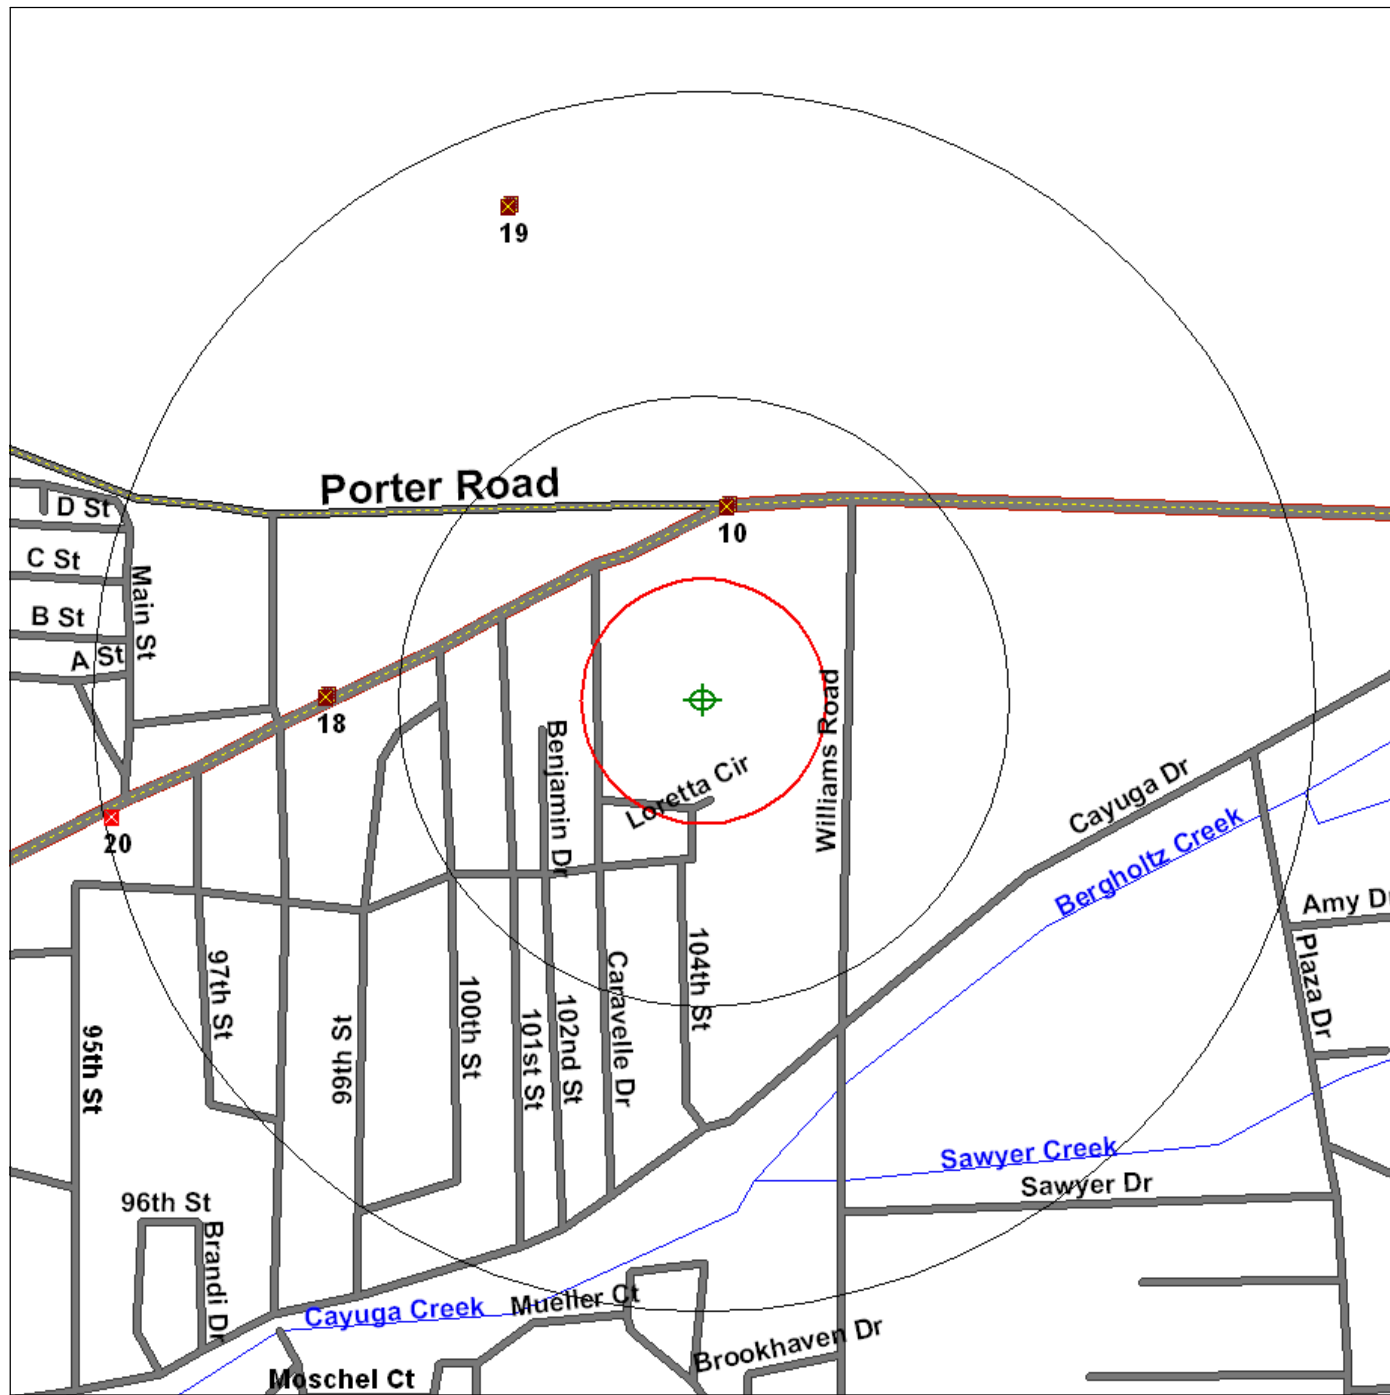 19
Porter Road
D St
10
C St
Main St
B St
A St
18
Benjamin Dr
Williams Road
Loretta Cir
Cayuga Dr
20
Bergholtz Creek
Amy Dr
97th St
100th St
Caravelle Dr
104th St
Plaza Dr
95th St
99th St
101st St
102nd St
Sawyer Creek
Sawyer Dr
96th St
Brandi Dr
Cayuga Creek
Mueller Ct
Brookhaven Dr
Moschel Ct